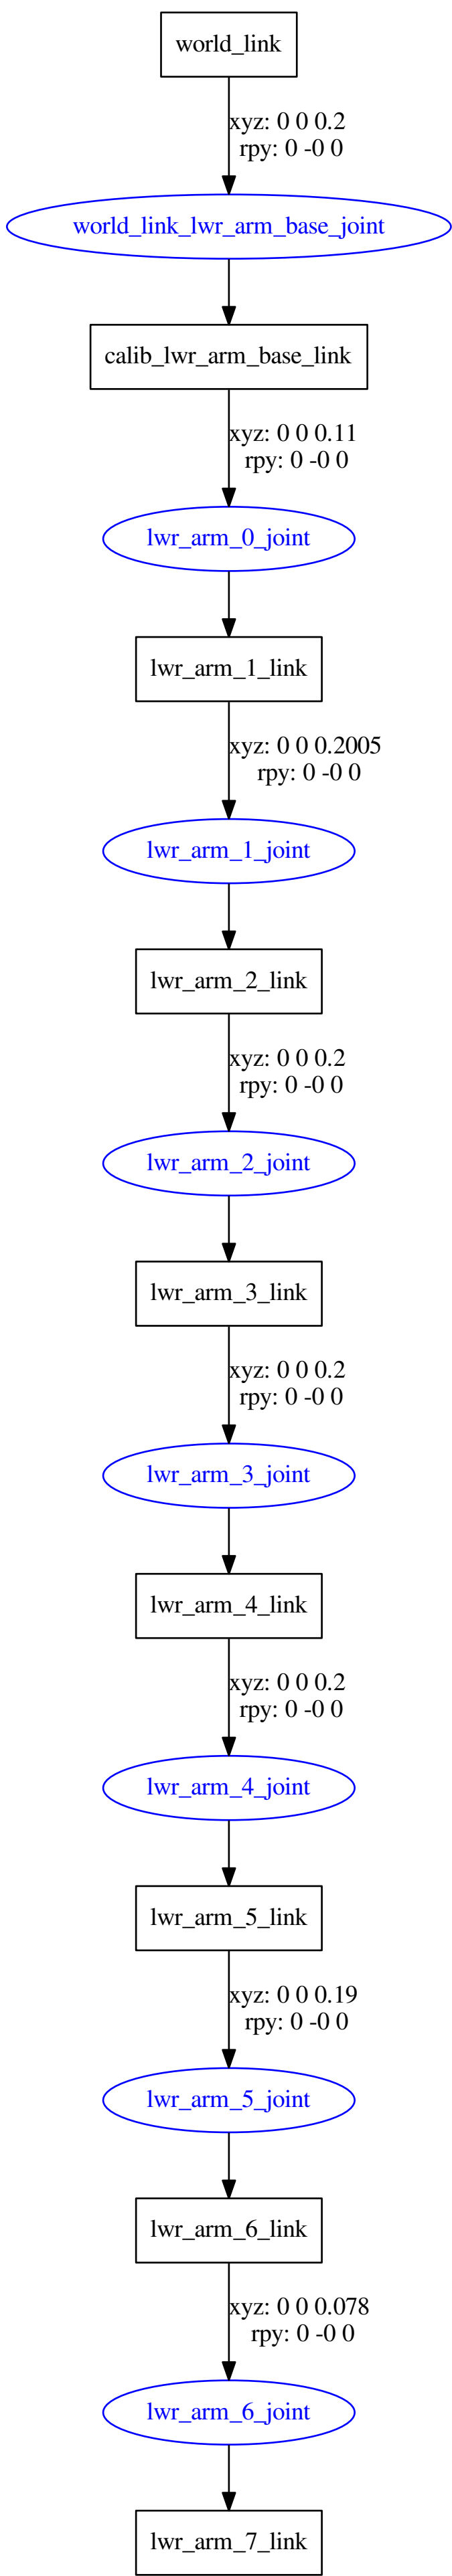 world_link
xyz: 0 0 0.2
rpy: 0 -0 0
world_link_lwr_arm_base_joint
calib_lwr_arm_base_link
xyz: 0 0 0.11
rpy: 0 -0 0
lwr_arm_0_joint
lwr_arm_1_link
xyz: 0 0 0.2005
rpy: 0 -0 0
lwr_arm_1_joint
lwr_arm_2_link
xyz: 0 0 0.2
rpy: 0 -0 0
lwr_arm_2_joint
lwr_arm_3_link
xyz: 0 0 0.2
rpy: 0 -0 0
lwr_arm_3_joint
lwr_arm_4_link
xyz: 0 0 0.2
rpy: 0 -0 0
lwr_arm_4_joint
lwr_arm_5_link
xyz: 0 0 0.19
rpy: 0 -0 0
lwr_arm_5_joint
lwr_arm_6_link
xyz: 0 0 0.078
rpy: 0 -0 0
lwr_arm_6_joint
lwr_arm_7_link